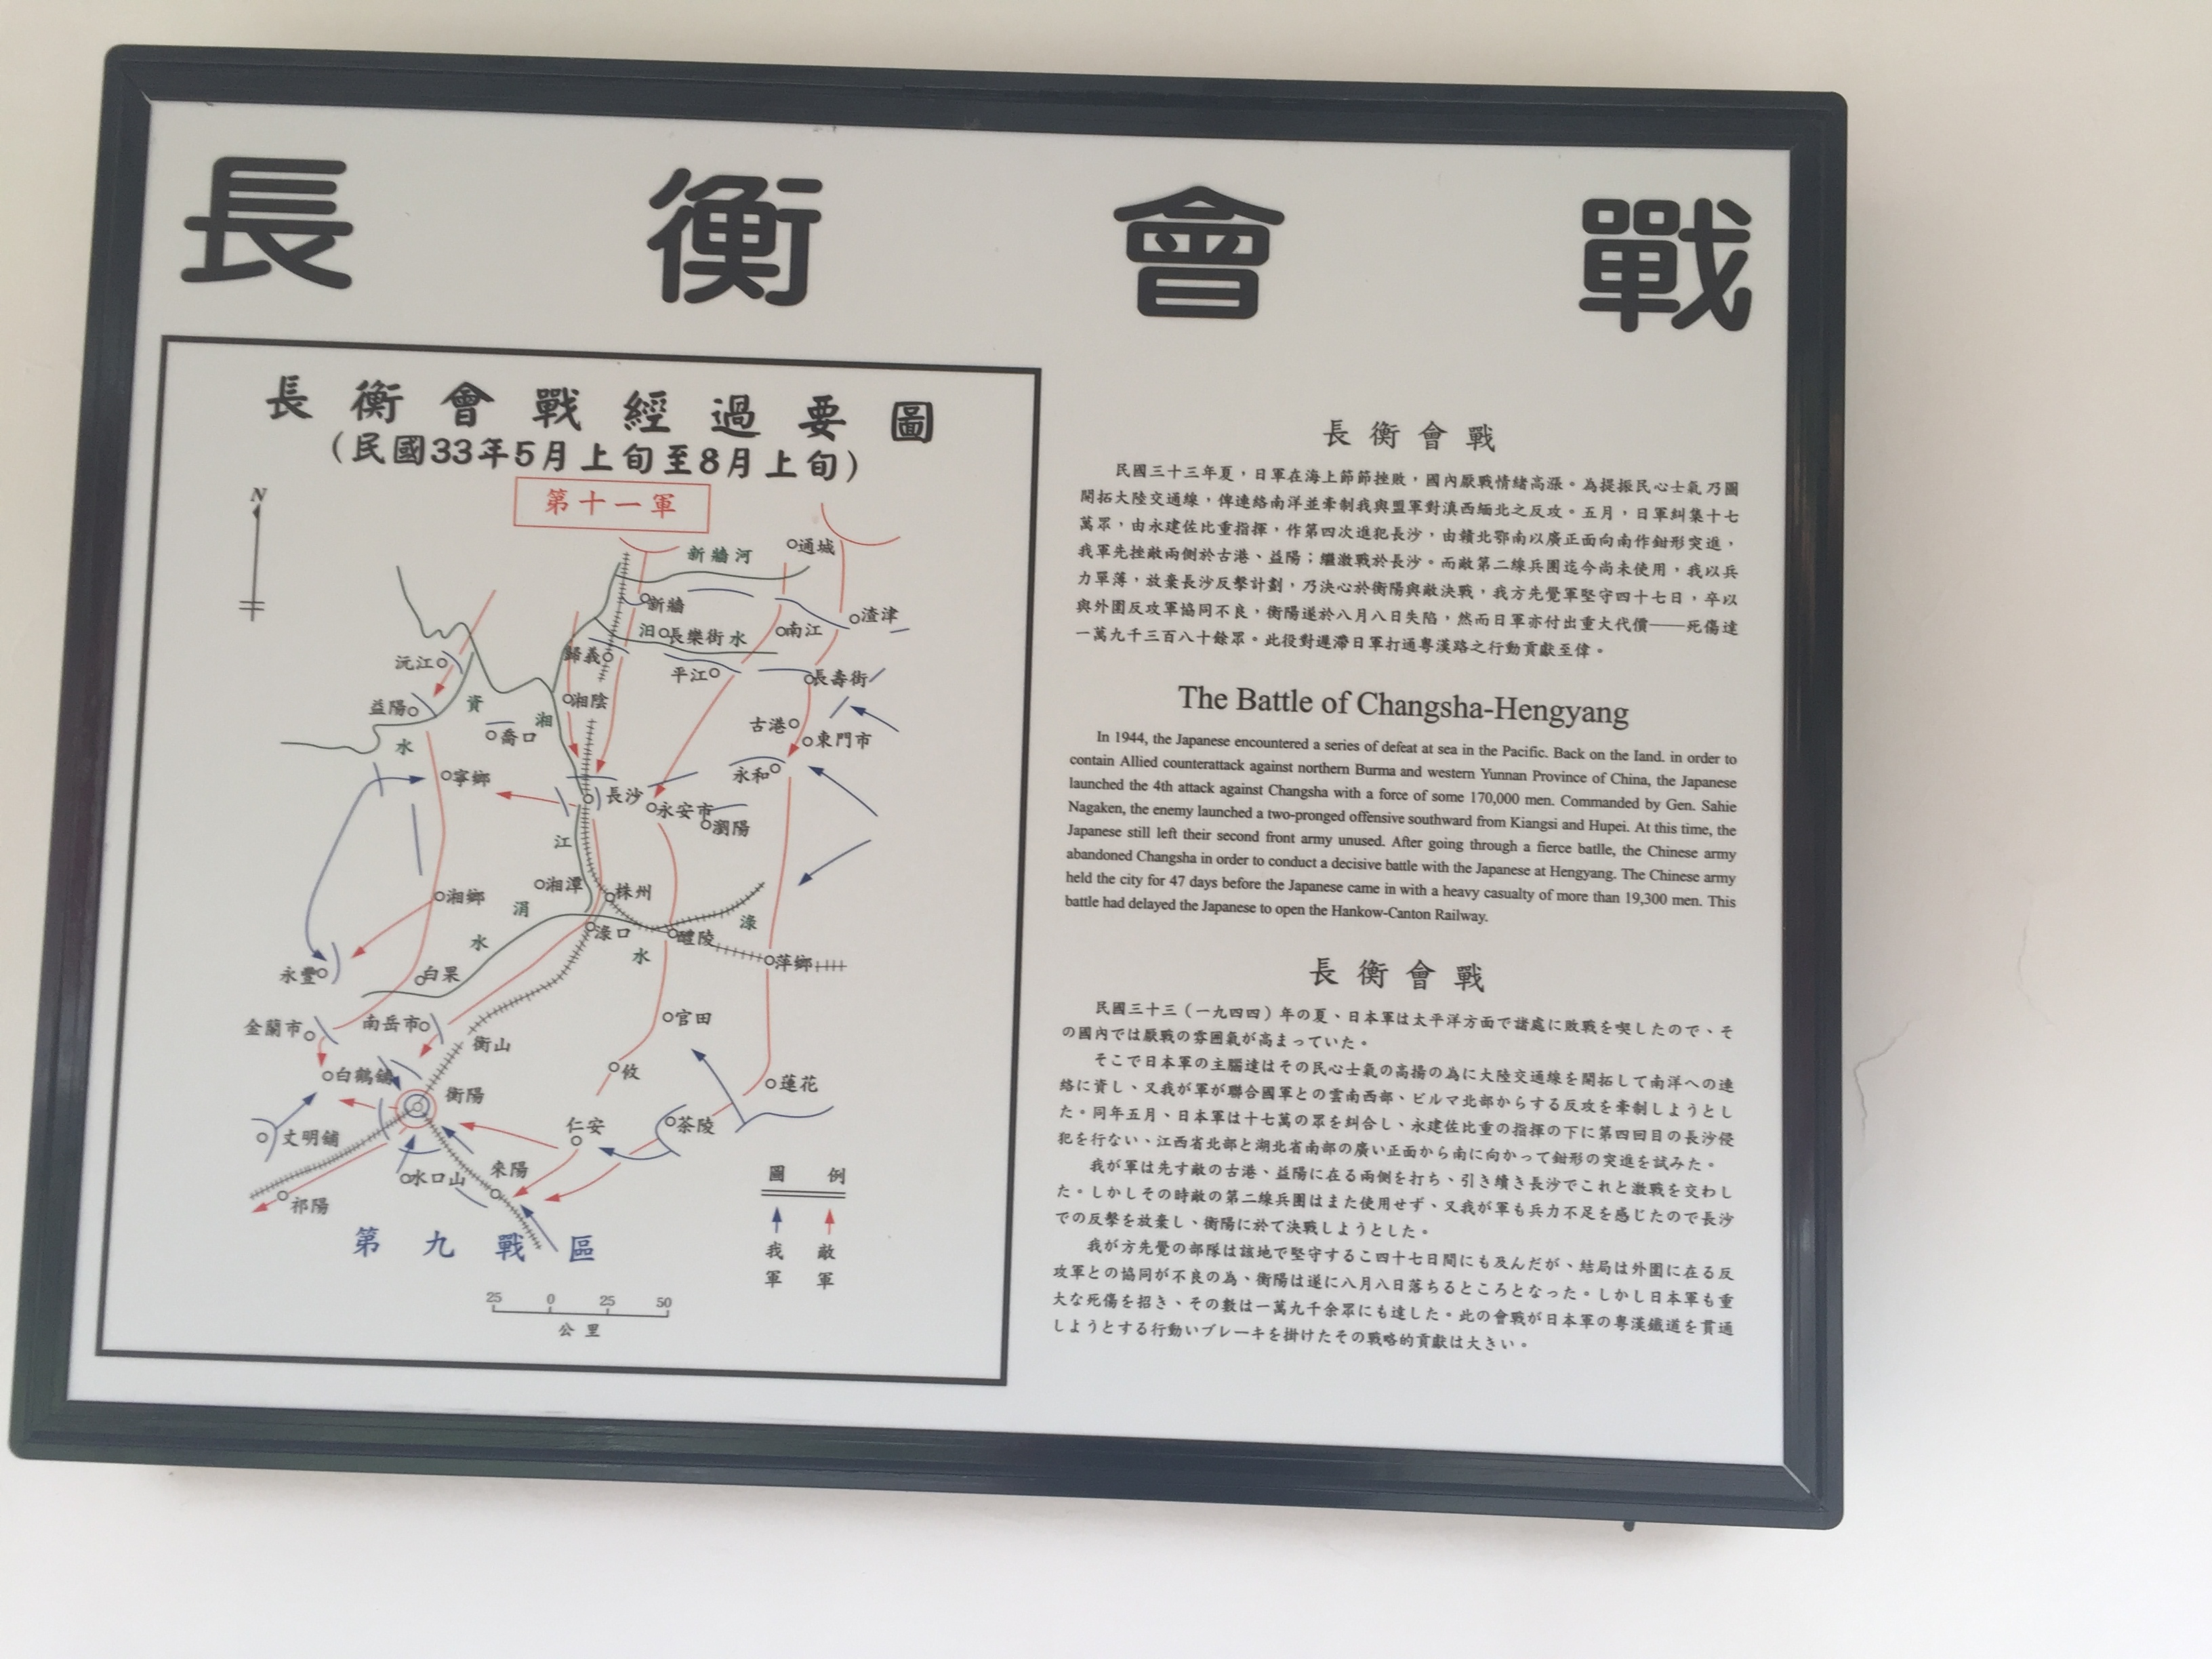 長衡會戰
長衡會戰經過要圖
(民國33年5月上旬至8月上旬)
第十一軍
N
新牆河
通城
新牆
渣津
汨
長樂街
水
南江
歸義
沅江
平江
長壽街
益陽
資
湘陰
湘
古港
水
喬口
東門市
寧鄉
永和
長沙
永安市
瀏陽
江
湘鄉
湘潭
株州
涓
淥
水
淥口
醴陵
水
萍鄉
永豐
白果
金蘭市
南岳市
官田
衡山
白鶴舖
攸
蓮花
衡陽
丈明舖
仁安
茶陵
水口山
來陽
祁陽
第九戰區
圖例
我軍
敵軍
25 0 25 50
公里
長衡會戰
民國三十三年夏，日軍在海上節節挫敗，國內厭戰情緒高漲。為提振民心士氣乃圖
開拓大陸交通線，俾連絡南洋並牽制我與盟軍對滇西緬北之反攻。五月，日軍糾集十七
萬眾，由永建佐比重指揮，作第四次進犯長沙，由贛北鄂南以廣正面向南作鉗形突進，
我軍先挫敵兩側於古港、益陽；繼激戰於長沙。而敵第二線兵團迄今尚未使用，我以兵
力單薄，放棄長沙反擊計劃，乃決心於衡陽與敵決戰，我方先覺軍堅守四十七日，卒以
與外圍反攻軍協同不良，衡陽遂於八月八日失陷，然而日軍亦付出重大代價——死傷達
一萬九千三百八十餘眾。此役對遲滯日軍打通粵漢路之行動貢獻至偉。
The Battle of Changsha-Hengyang
In 1944, the Japanese encountered a series of defeat at sea in the Pacific. Back on the Iand. in order to
contain Allied counterattack against northern Burma and western Yunnan Province of China, the Japanese
launched the 4th attack against Changsha with a force of some 170,000 men. Commanded by Gen. Sahie
Nagaken, the enemy launched a two-pronged offensive southward from Kiangsi and Hupei. At this time, the
Japanese still left their second front army unused. After going through a fierce batlle, the Chinese army
abandoned Changsha in order to conduct a decisive battle with the Japanese at Hengyang. The Chinese army
held the city for 47 days before the Japanese came in with a heavy casualty of more than 19,300 men. This
battle had delayed the Japanese to open the Hankow-Canton Railway.
長衡會戰
民國三十三（一九四四）年の夏、日本軍は太平洋方面で諸處に敗戰を喫したので、そ
の國內では厭戰の雰囲氣が高まっていた。
そこで日本軍の主腦達はその民心士氣の高揚の為に大陸交通線を開拓して南洋への連
絡に資し、又我が軍が聯合國軍との雲南西部、ビルマ北部からする反攻を牽制しようとし
た。同年五月、日本軍は十七萬の眾を糾合し、永建佐比重の指揮の下に第四回目の長沙侵
犯を行ない、江西省北部と湖北省南部の廣い正面から南に向かって鉗形の突進を試みた。
我が軍は先す敵の古港、益陽に在る兩側を打ち、引き續き長沙でこれと激戰を交わし
た。しかしその時敵の第二線兵團はまた使用せず、又我が軍も兵力不足を感じたので長沙
での反擊を放棄し、衡陽に於て決戰しようとした。
我が方先覺の部隊は該地で堅守するこ四十七日間にも及んだが、結局は外圍に在る反
攻軍との協同が不良の為、衡陽は遂に八月八日落ちるところとなった。しかし日本軍も重
大な死傷を招き、その數は一萬九千余眾にも達した。此の會戰が日本軍の粵漢鐵道を貫通
しようとする行動いブレーキを掛けたその戰略的貢獻は大きい。